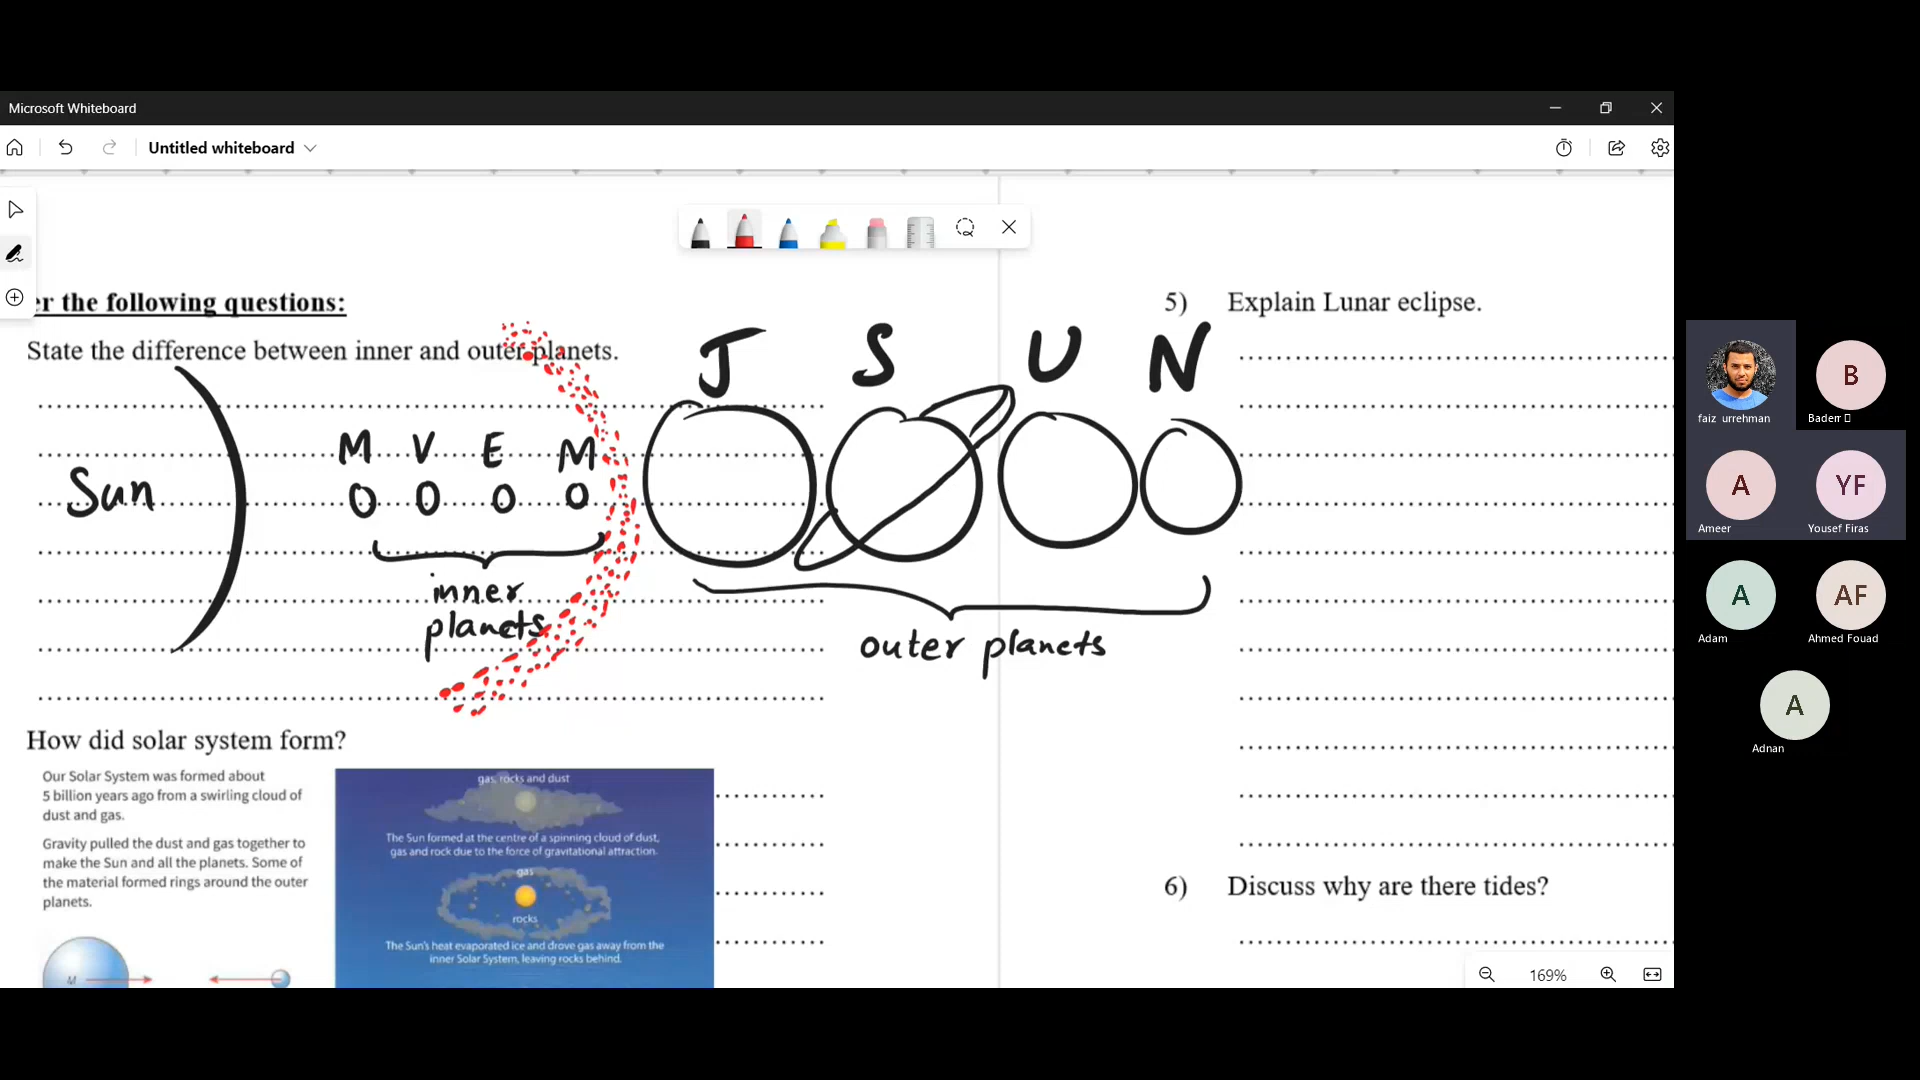 Microsoft Whiteboard
Untitled whiteboard
er the following questions:
State the difference between inner and outer planets.
J S U N
M V E M
Sun
inner
planets
outer planets
How did solar system form?
Our Solar System was formed about
5 billion years ago from a swirling cloud of
dust and gas.
Gravity pulled the dust and gas together to
make the Sun and all the planets. Some of
the material formed rings around the outer
planets.
M
gas, rocks and dust
The Sun formed at the centre of a spinning cloud of dust,
gas and rock due to the force of gravitational attraction.
gas
rocks
The Sun's heat evaporated ice and drove gas away from the
inner Solar System, leaving rocks behind.
5) Explain Lunar eclipse.
6) Discuss why are there tides?
169%
faiz urrehman
B
Baderr
A
Ameer
YF
Yousef Firas
A
Adam
AF
Ahmed Fouad
A
Adnan